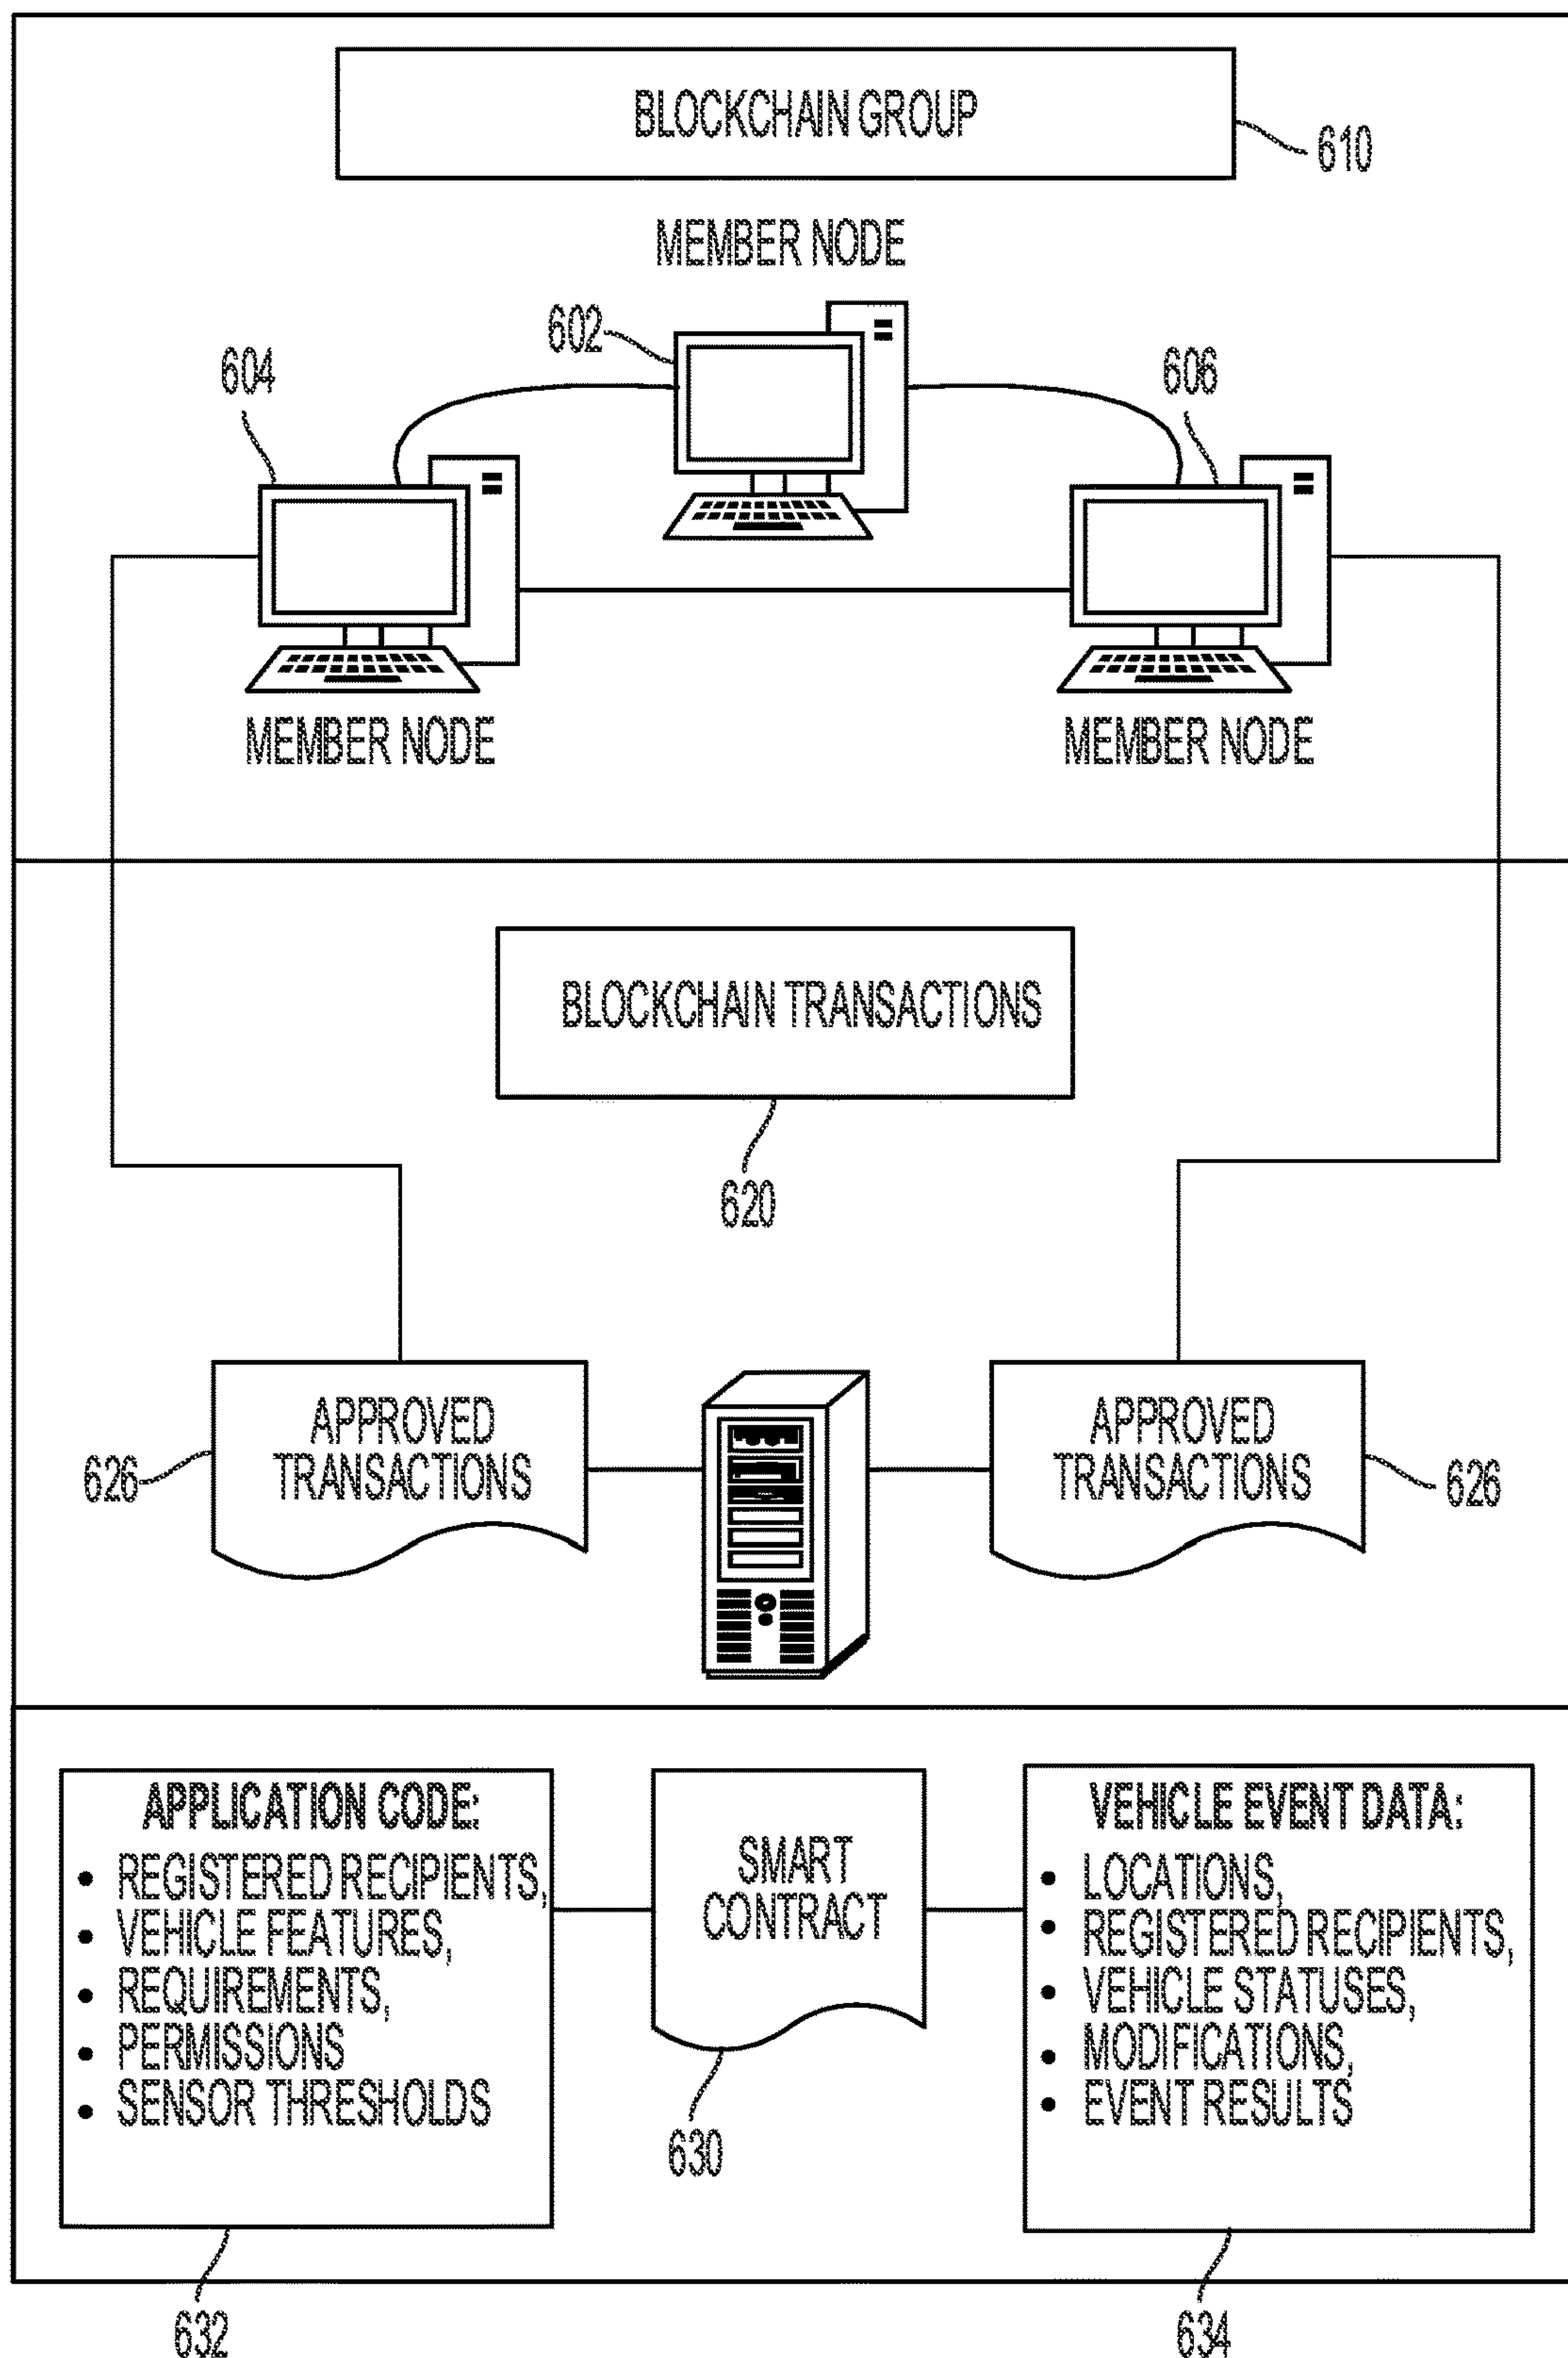 BLOCKCHAIN GROUP
610
MEMBER NODE
602
604
606
MEMBER NODE
MEMBER NODE
BLOCKCHAIN TRANSACTIONS
620
APPROVED
TRANSACTIONS
626
APPROVED
TRANSACTIONS
626
APPLICATION CODE:
• REGISTERED RECIPIENTS,
• VEHICLE FEATURES,
• REQUIREMENTS,
• PERMISSIONS
• SENSOR THRESHOLDS
632
SMART
CONTRACT
630
VEHICLE EVENT DATA:
• LOCATIONS,
• REGISTERED RECIPIENTS,
• VEHICLE STATUSES,
• MODIFICATIONS,
• EVENT RESULTS
634